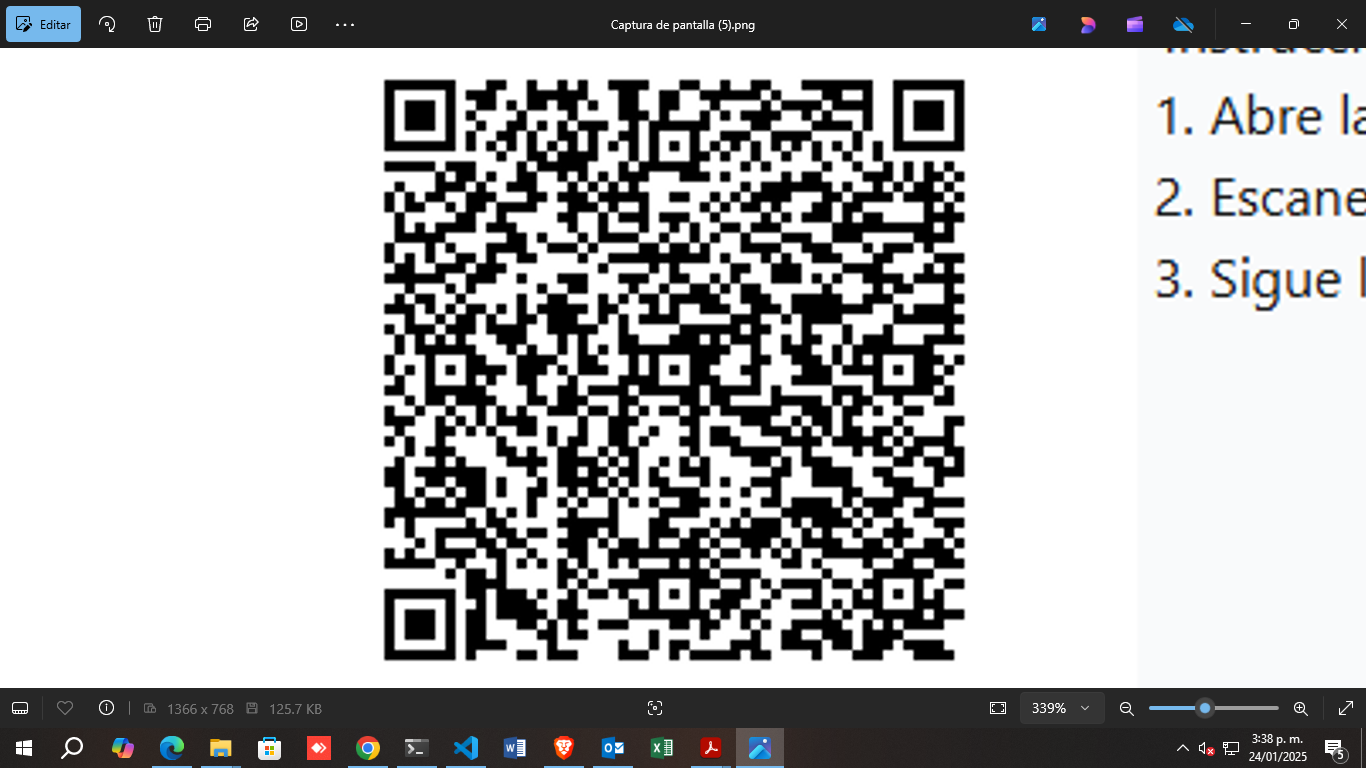 Editar
Captura de pantalla (5).png
1. Abre la
2. Escane
3. Sigue l
1366 x 768
125.7 KB
339%
3:38 p. m.
24/01/2025
5